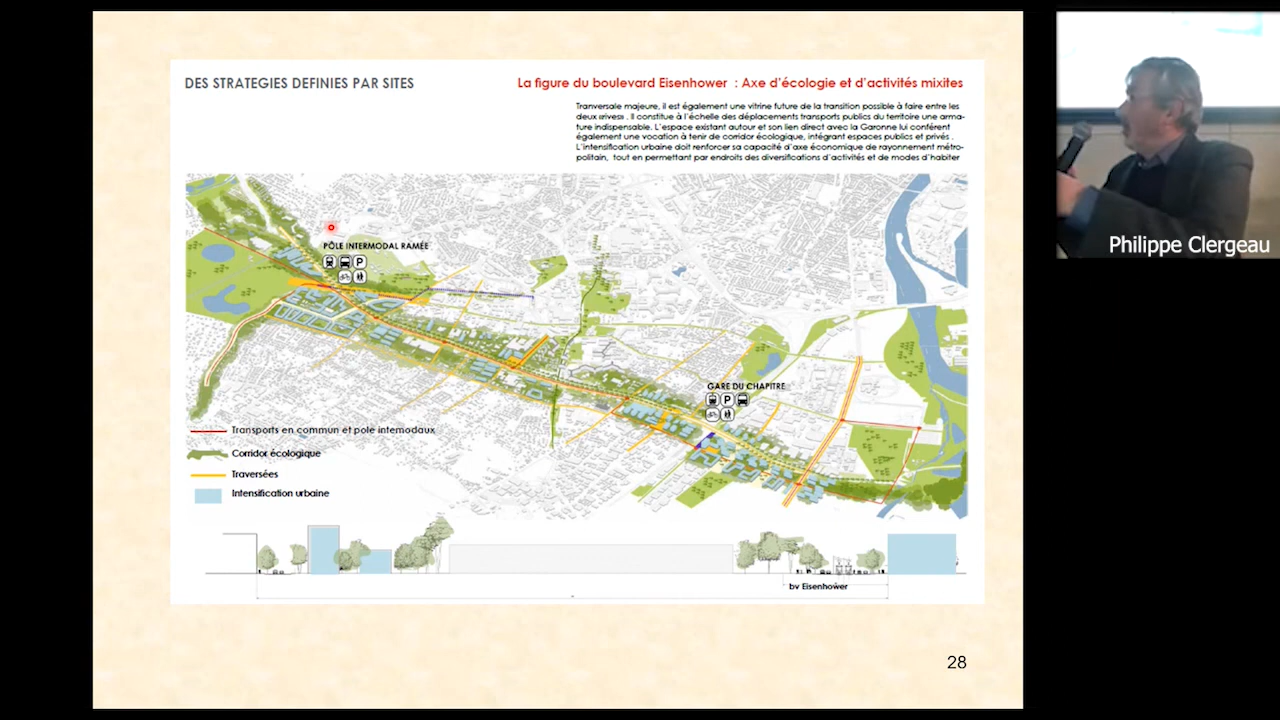 DES STRATEGIES DEFINIES PAR SITES
La figure du boulevard Eisenhower : Axe d'écologie et d'activités mixites
Tranversale majeure, il est également une vitrine future de la transition possible à faire entre les
deux «rives» . Il constitue à l'échelle des déplacements transports publics du territoire une arma-
ture indispensable. L'espace existant autour et son lien direct avec la Garonne lui confèrent
également une vocation à tenir de corridor écologique, intégrant espaces publics et privés .
L'intensification urbaine doit renforcer sa capacité d'axe économique de rayonnement métro-
politain, tout en permettant par endroits des diversifications d'activités et de modes d'habiter
PÔLE INTERMODAL RAMÉE
P
GARE DU CHAPITRE
P
Transports en commun et pole intemodaux
Corridor écologique
Traversées
Intensification urbaine
bv Eisenhower
28
Philippe Clergeau